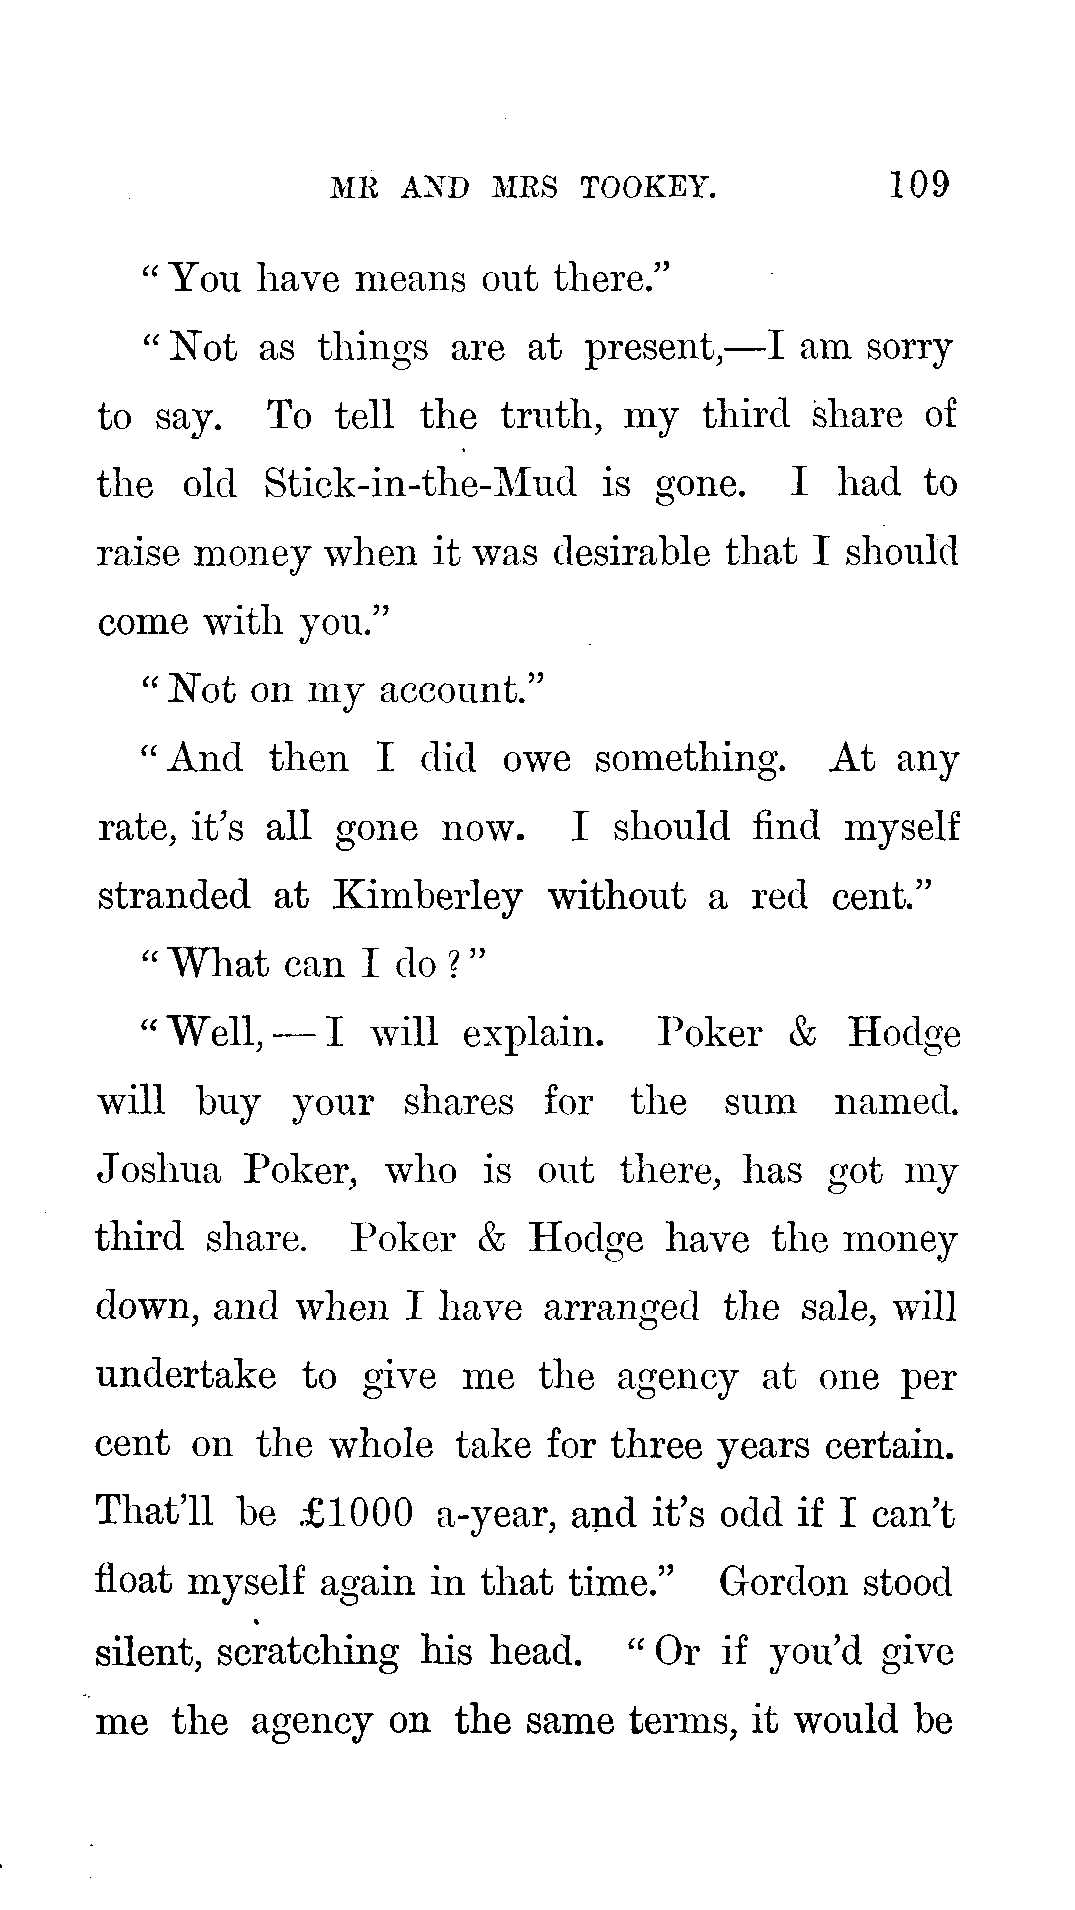 MR AND MRS TOOKEY. 109
“You have means out there.”
“Not as things are at present,—I am sorry
to say. To tell the truth, my third share of
the old Stick-in-the-Mud is gone. I had to
raise money when it was desirable that I should
come with you.”
“Not on my account.”
“And then I did owe something. At any
rate, it’s all gone now. I should find myself
stranded at Kimberley without a red cent.”
“What can I do?”
“Well,—I will explain. Poker & Hodge
will buy your shares for the sum named.
Joshua Poker, who is out there, has got my
third share. Poker & Hodge have the money
down, and when I have arranged the sale, will
undertake to give me the agency at one per
cent on the whole take for three years certain.
That’ll be £1000 a-year, and it’s odd if I can’t
float myself again in that time.” Gordon stood
silent, scratching his head. “Or if you’d give
me the agency on the same terms, it would be